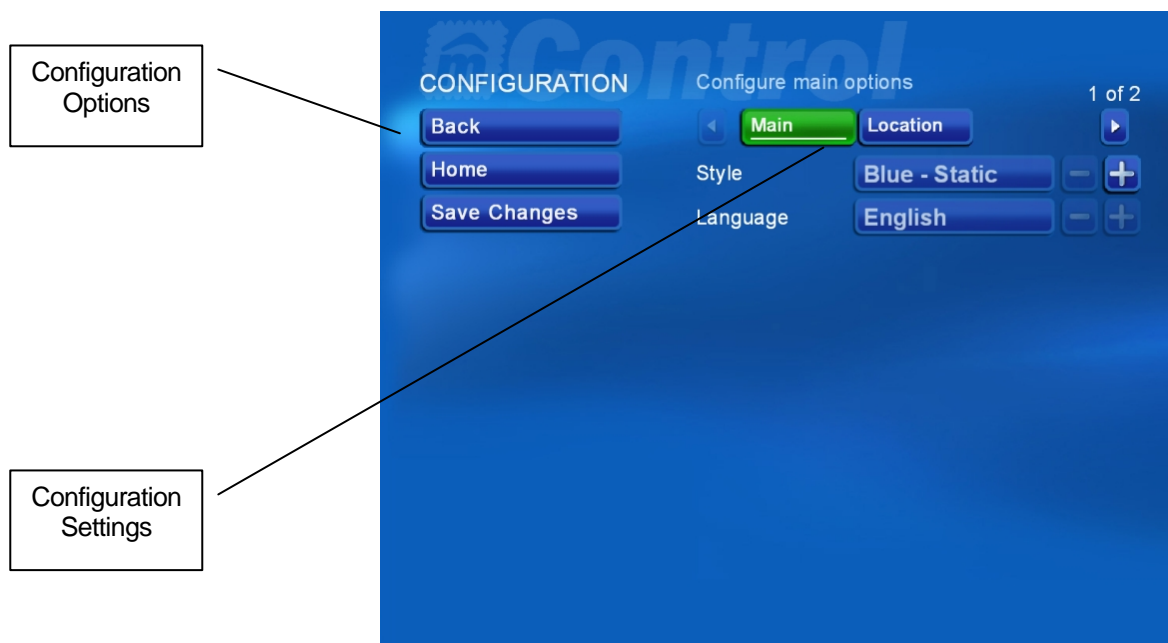 Configuration
Options
mControl
CONFIGURATION
Configure main options
1 of 2
Back
Main
Location
Home
Style
Blue - Static
Save Changes
Language
English
Configuration
Settings